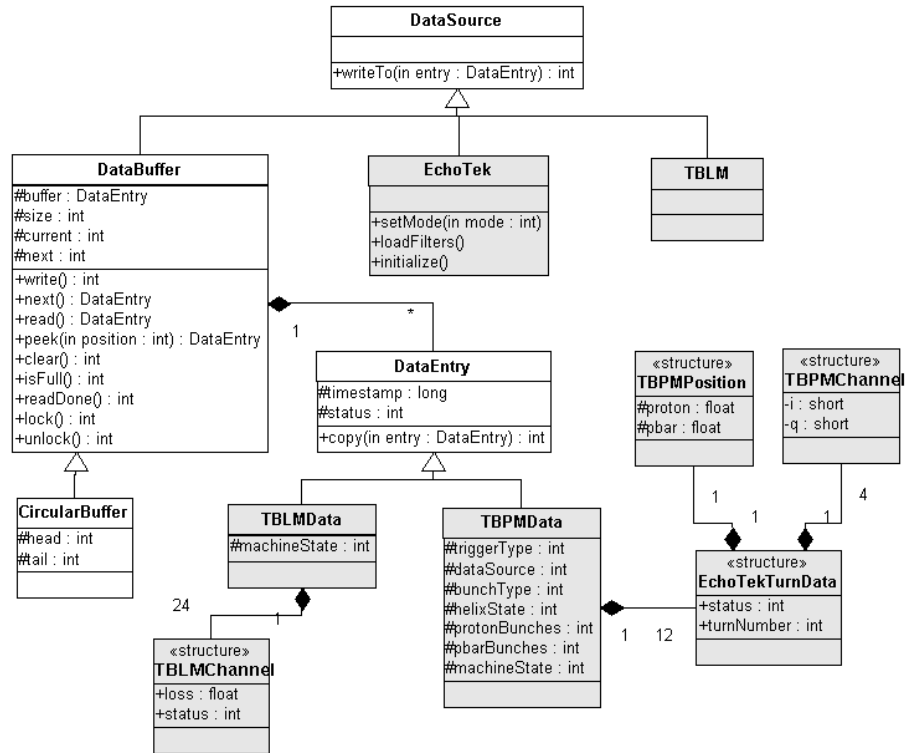 DataSource
+writeTo(in entry : DataEntry) : int
DataBuffer
#buffer : DataEntry
#size : int
#current : int
#next : int
+write() : int
+next() : DataEntry
+read() : DataEntry
+peek(in position : int) : DataEntry
+clear() : int
+isFull() : int
+readDone() : int
+lock() : int
+unlock() : int
EchoTek
+setMode(in mode : int)
+loadFilters()
+initialize()
TBLM
1
*
DataEntry
#timestamp : long
#status : int
+copy(in entry : DataEntry) : int
«structure»
TBPMPosition
#proton : float
#pbar : float
«structure»
TBPMChannel
-i : short
-q : short
CircularBuffer
#head : int
#tail : int
TBLMData
#machineState : int
TBPMData
#triggerType : int
#dataSource : int
#bunchType : int
#helixState : int
#protonBunches : int
#pbarBunches : int
#machineState : int
1
1
4
1
«structure»
EchoTekTurnData
+status : int
+turnNumber : int
24
1
1
12
«structure»
TBLMChannel
+loss : float
+status : int